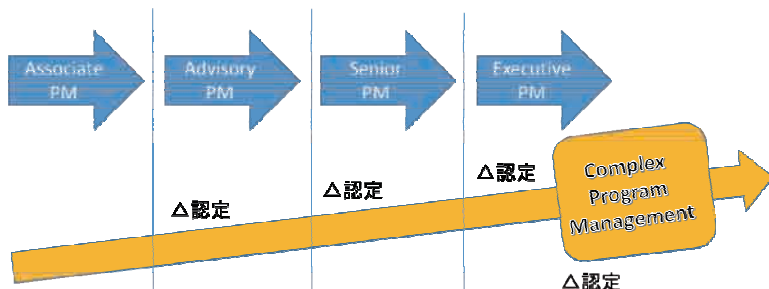 Associate
PM
Advisory
PM
Senior
PM
Executive
PM
△認定
△認定
△認定
Complex
Program
Management
△認定